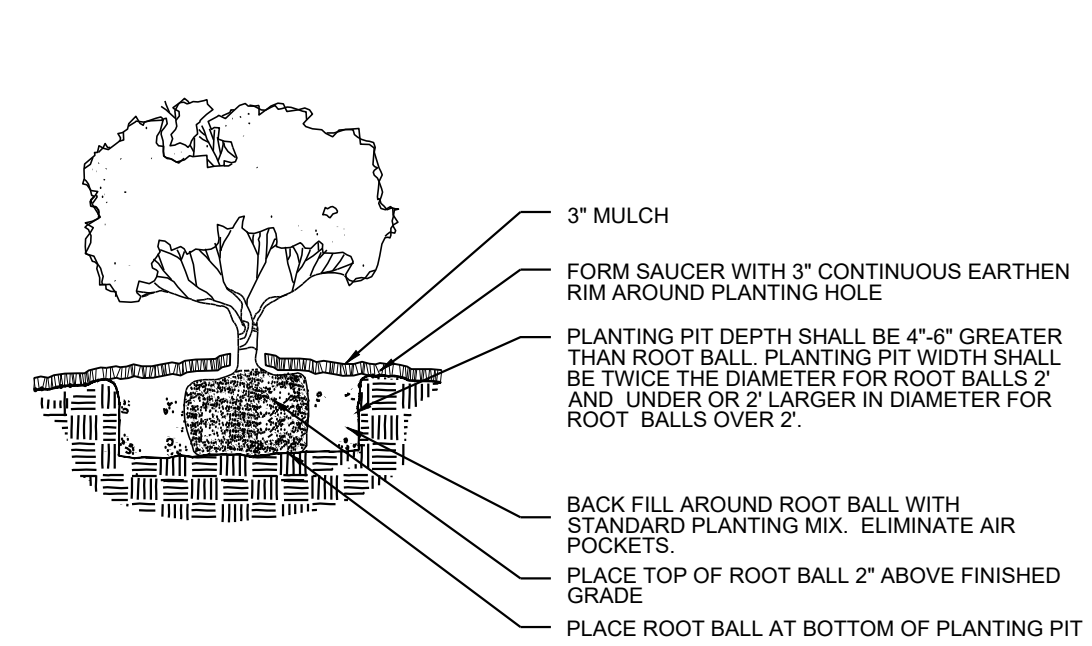 3" MULCH
FORM SAUCER WITH 3" CONTINUOUS EARTHEN
RIM AROUND PLANTING HOLE
PLANTING PIT DEPTH SHALL BE 4"-6" GREATER
THAN ROOT BALL. PLANTING PIT WIDTH SHALL
BE TWICE THE DIAMETER FOR ROOT BALLS 2'
AND  UNDER OR 2' LARGER IN DIAMETER FOR
ROOT  BALLS OVER 2'.
BACK FILL AROUND ROOT BALL WITH
STANDARD PLANTING MIX.  ELIMINATE AIR
POCKETS.
PLACE TOP OF ROOT BALL 2" ABOVE FINISHED
GRADE
PLACE ROOT BALL AT BOTTOM OF PLANTING PIT